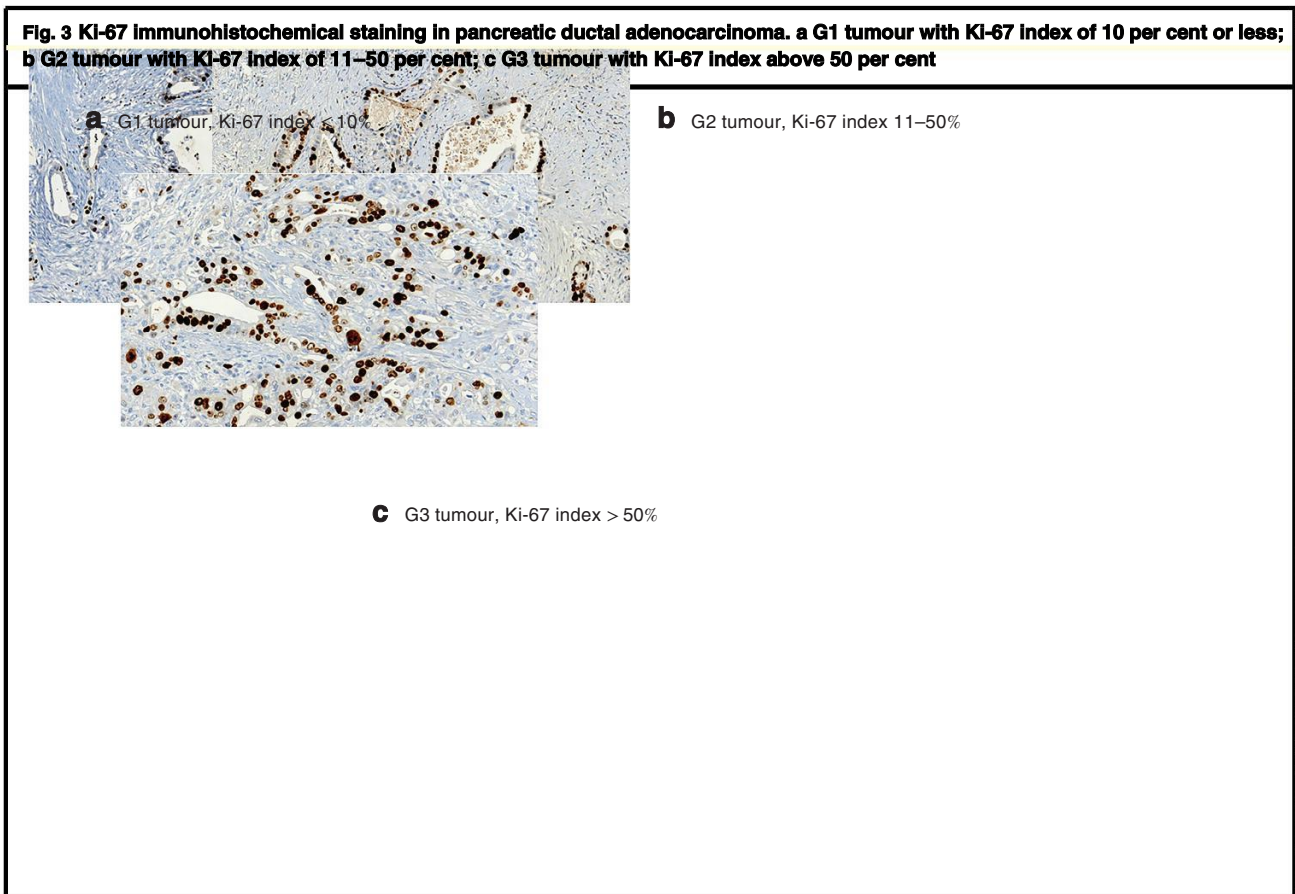 Fig. 3 Ki-67 immunohistochemical staining in pancreatic ductal adenocarcinoma. a G1 tumour with Ki-67 index of 10 per cent or less;
b G2 tumour with Ki-67 index of 11–50 per cent; c G3 tumour with Ki-67 index above 50 per cent
a G1 tumour, Ki-67 index < 10%
b G2 tumour, Ki-67 index 11–50%
c G3 tumour, Ki-67 index > 50%